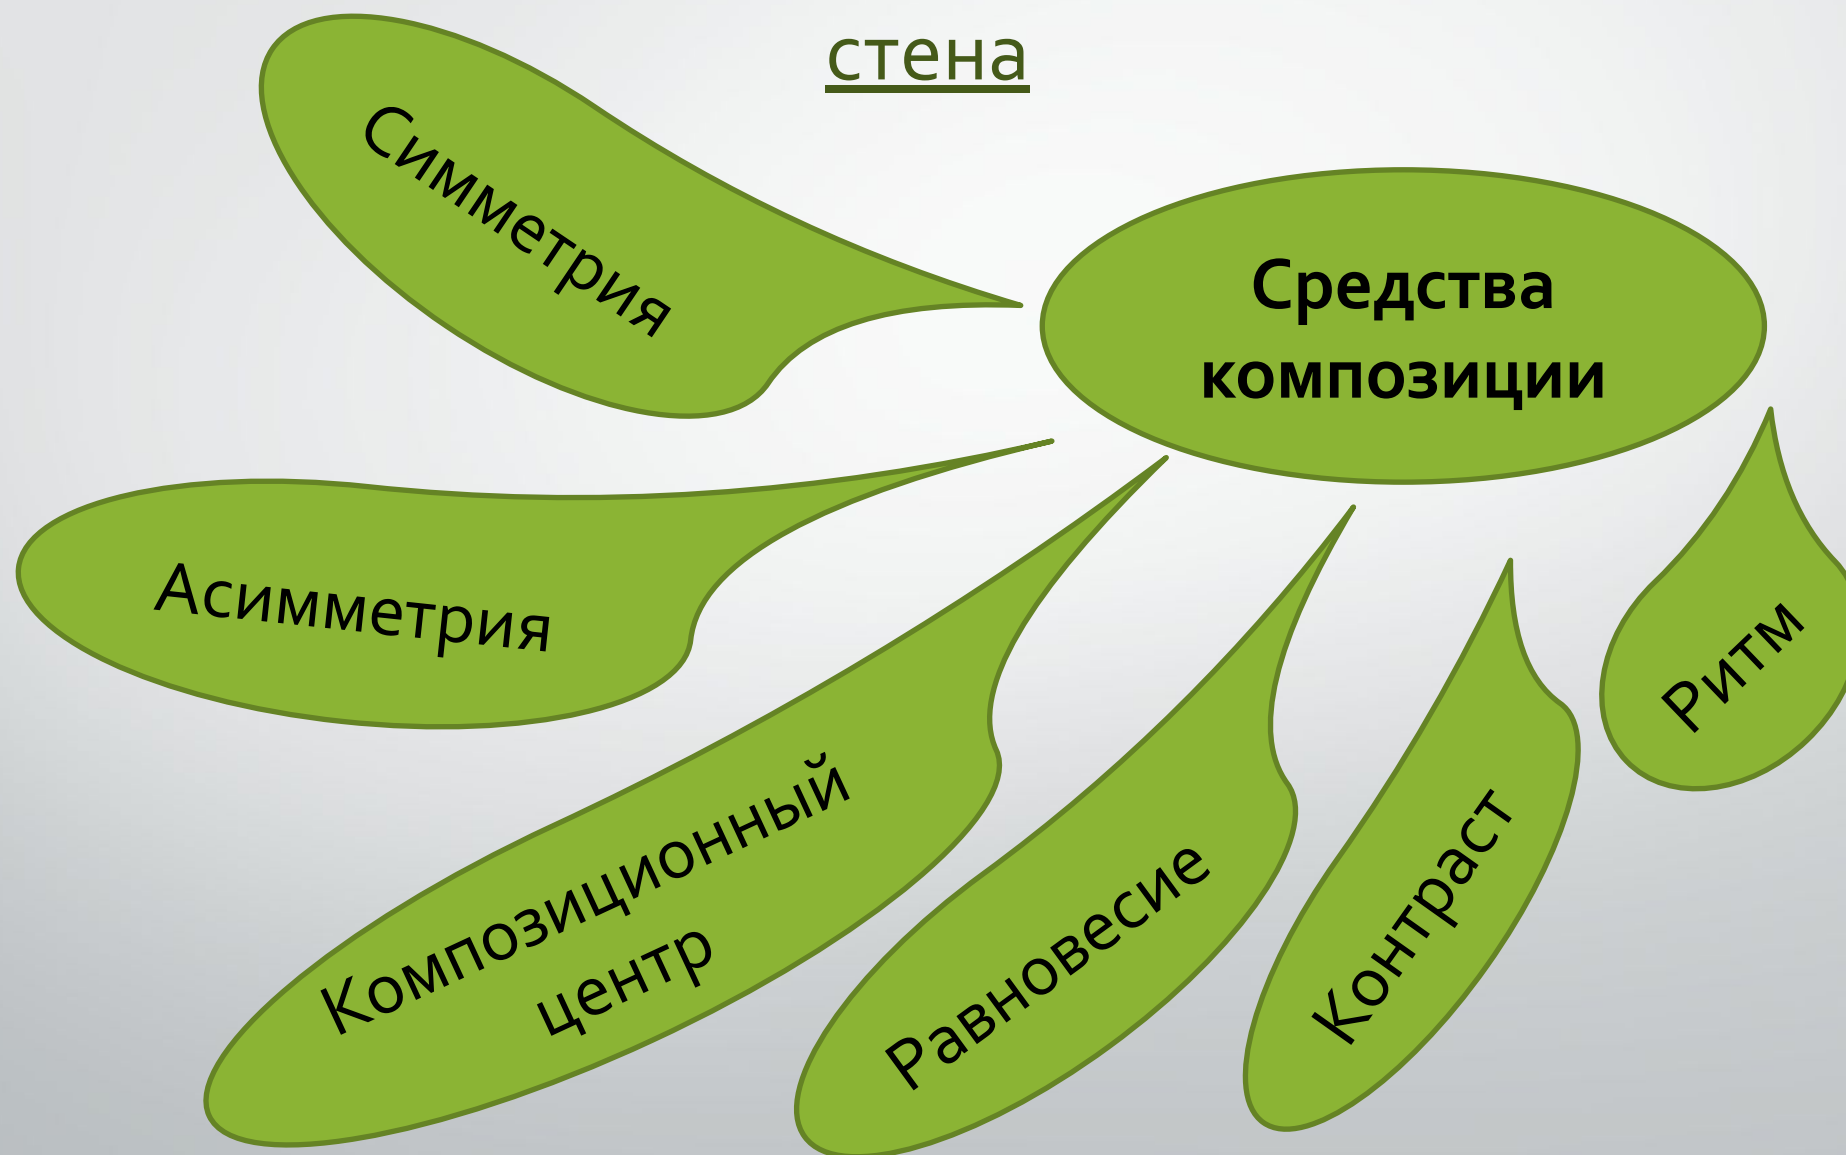 стена
Средства
композиции
Симметрия
Асимметрия
Композиционный
центр
Равновесие
Контраст
Ритм